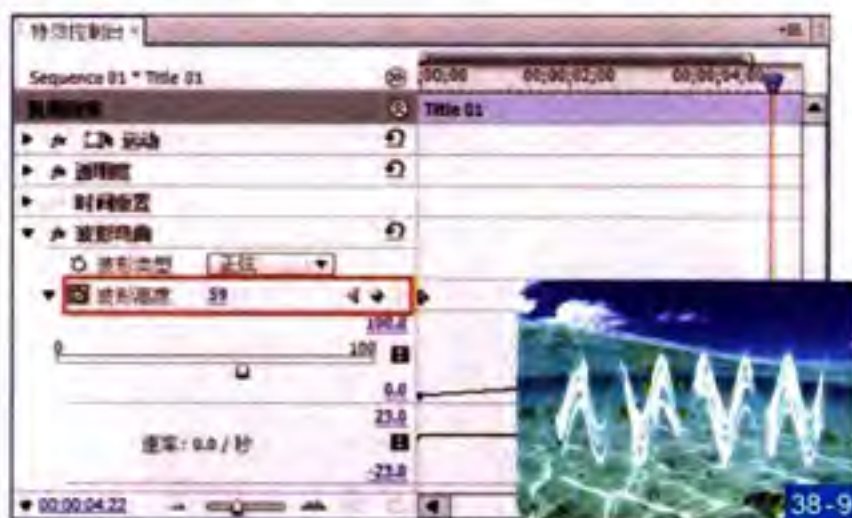 特效控制台 ×
Sequence 01 * Title 01
;00;00 00;00;02;00 00;00;04;00
视频效果 Title 01
fx 运动
fx 透明度
时间重置
fx 波形弯曲
波形类型 正弦
波形高度 59
100.0
0 100
0.0
23.0
速率: 0.0 / 秒
-23.0
00:00:04:22
38-9